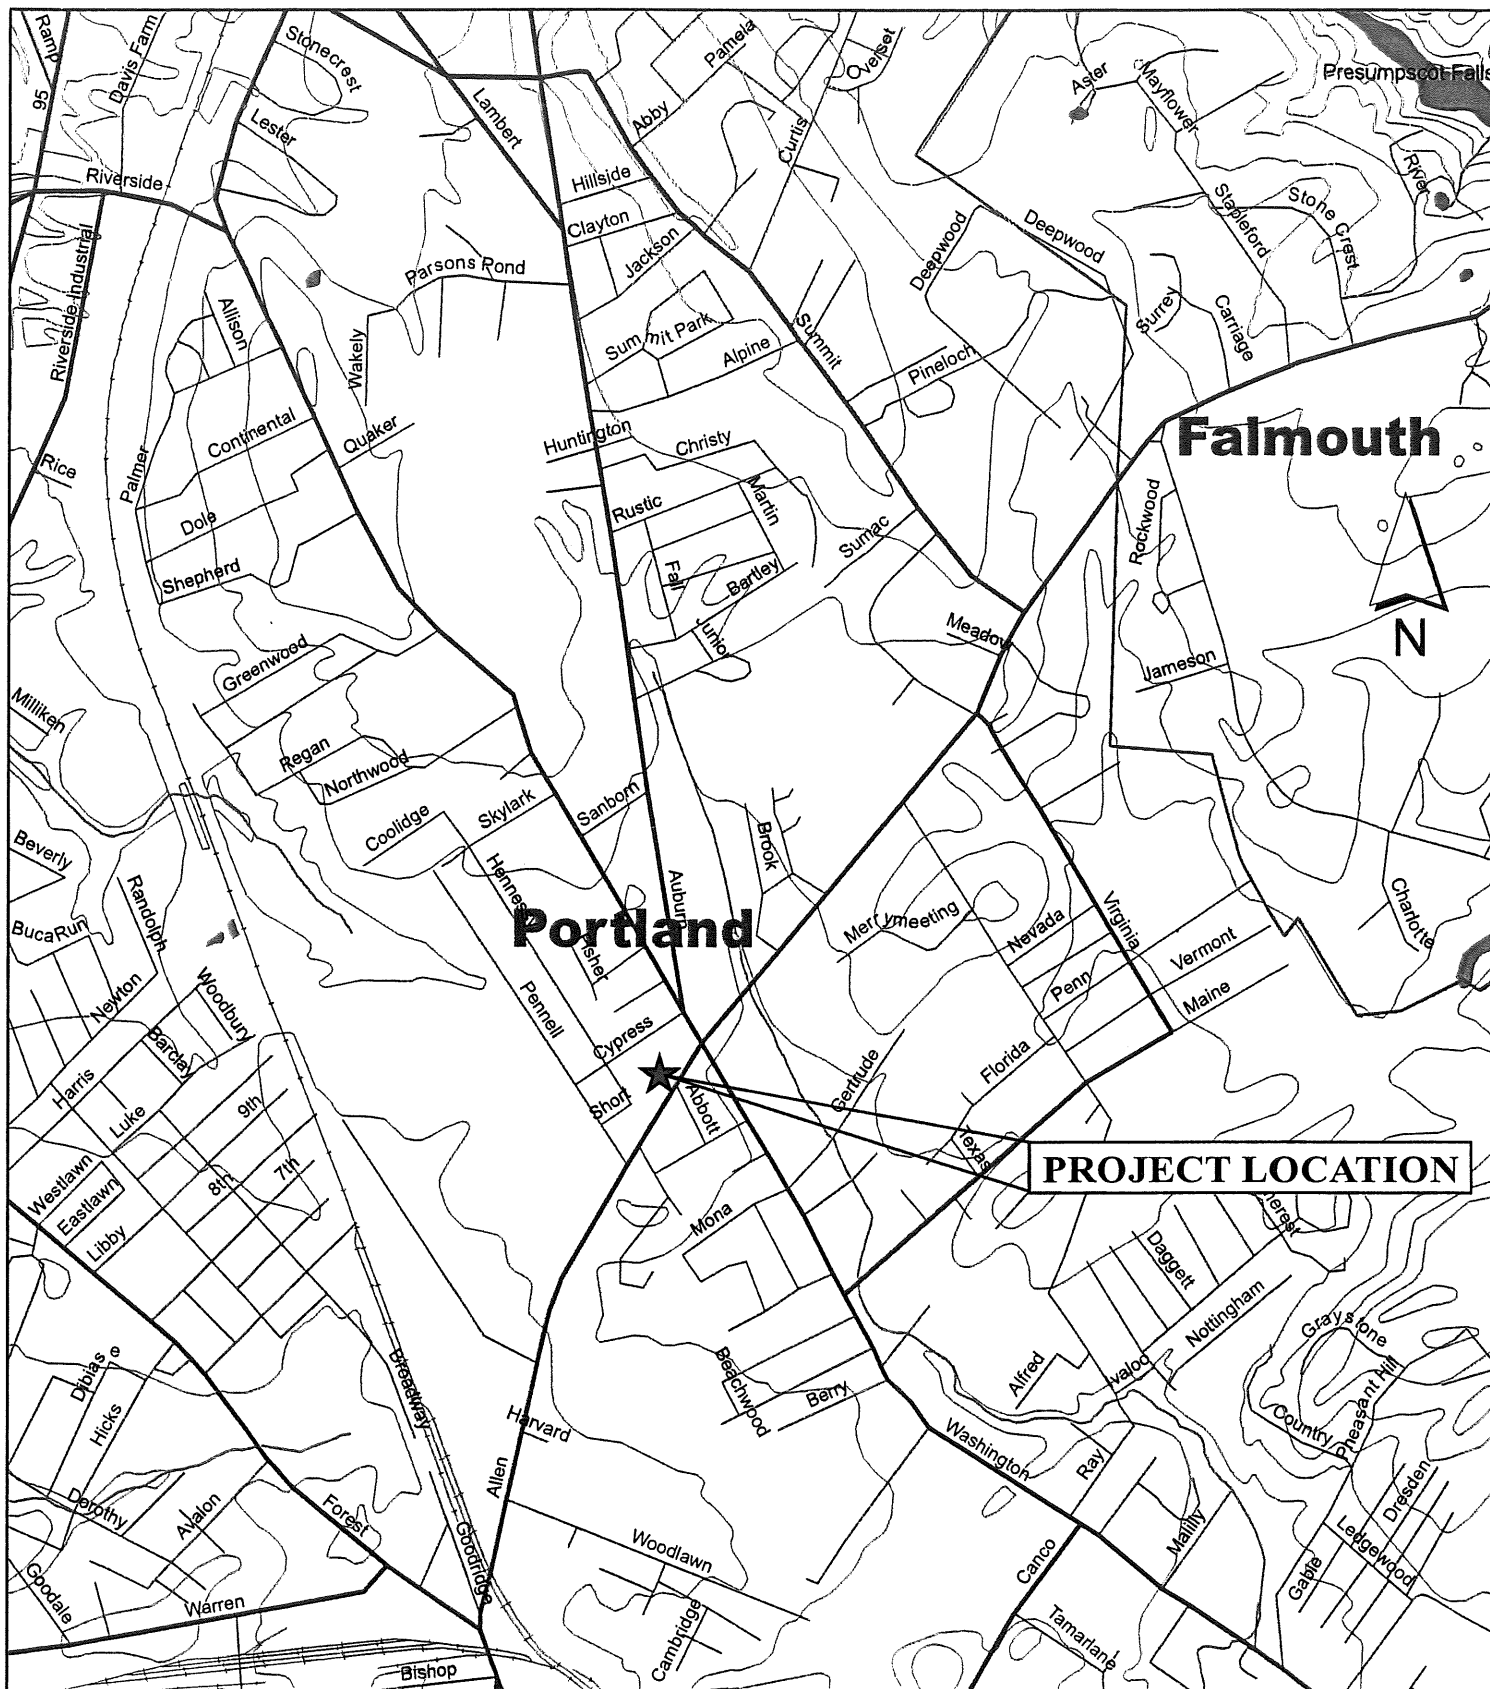 Ramp
Davis Farm
Stonecrest
Pamela
Overset
Aster
Mayflower
Presumpscot Falls
95
Lester
Lambert
Abby
Curtis
Riverside
Hillside
River
Clayton
Jackson
Deepwood
Deepwood
Stapleford
Stone Crest
Riverside Industrial
Parsons Pond
Allison
Wakely
Summit Park
Alpine
Summit
Pineloch
Surrey
Carriage
Continental
Quaker
Huntington
Christy
Falmouth
Rice
Palmer
Dole
Rustic
Martin
Sumac
Rockwood
Shepherd
Fall
Bartley
Junior
Meadow
N
Greenwood
Jameson
Milliken
Regan
Northwood
Coolidge
Skylark
Sanborn
Brook
Beverly
Randolph
Auburn
Portland
Merrymeeting
Nevada
Virginia
Charlotte
BucaRun
Fisher
Vermont
Newton
Woodbury
Pennell
Penn
Maine
Barclay
Cypress
Harris
Gertrude
Florida
Luke
9th
Short
Abbott
Texas
PROJECT LOCATION
Westlawn
Eastlawn
8th
7th
Libby
Mona
Daggett
Nottingham
Graystone
Dibiase
Broadway
Beachwood
Berry
Alfred
Pheasant Hill
Hicks
Harvard
Country
Washington
Allen
Ray
Dorothy
Avalon
Forest
Dresden
Goodridge
Woodlawn
Malilly
Ledgewood
Goodale
Canco
Gable
Warren
Cambridge
Tamarlane
Bishop